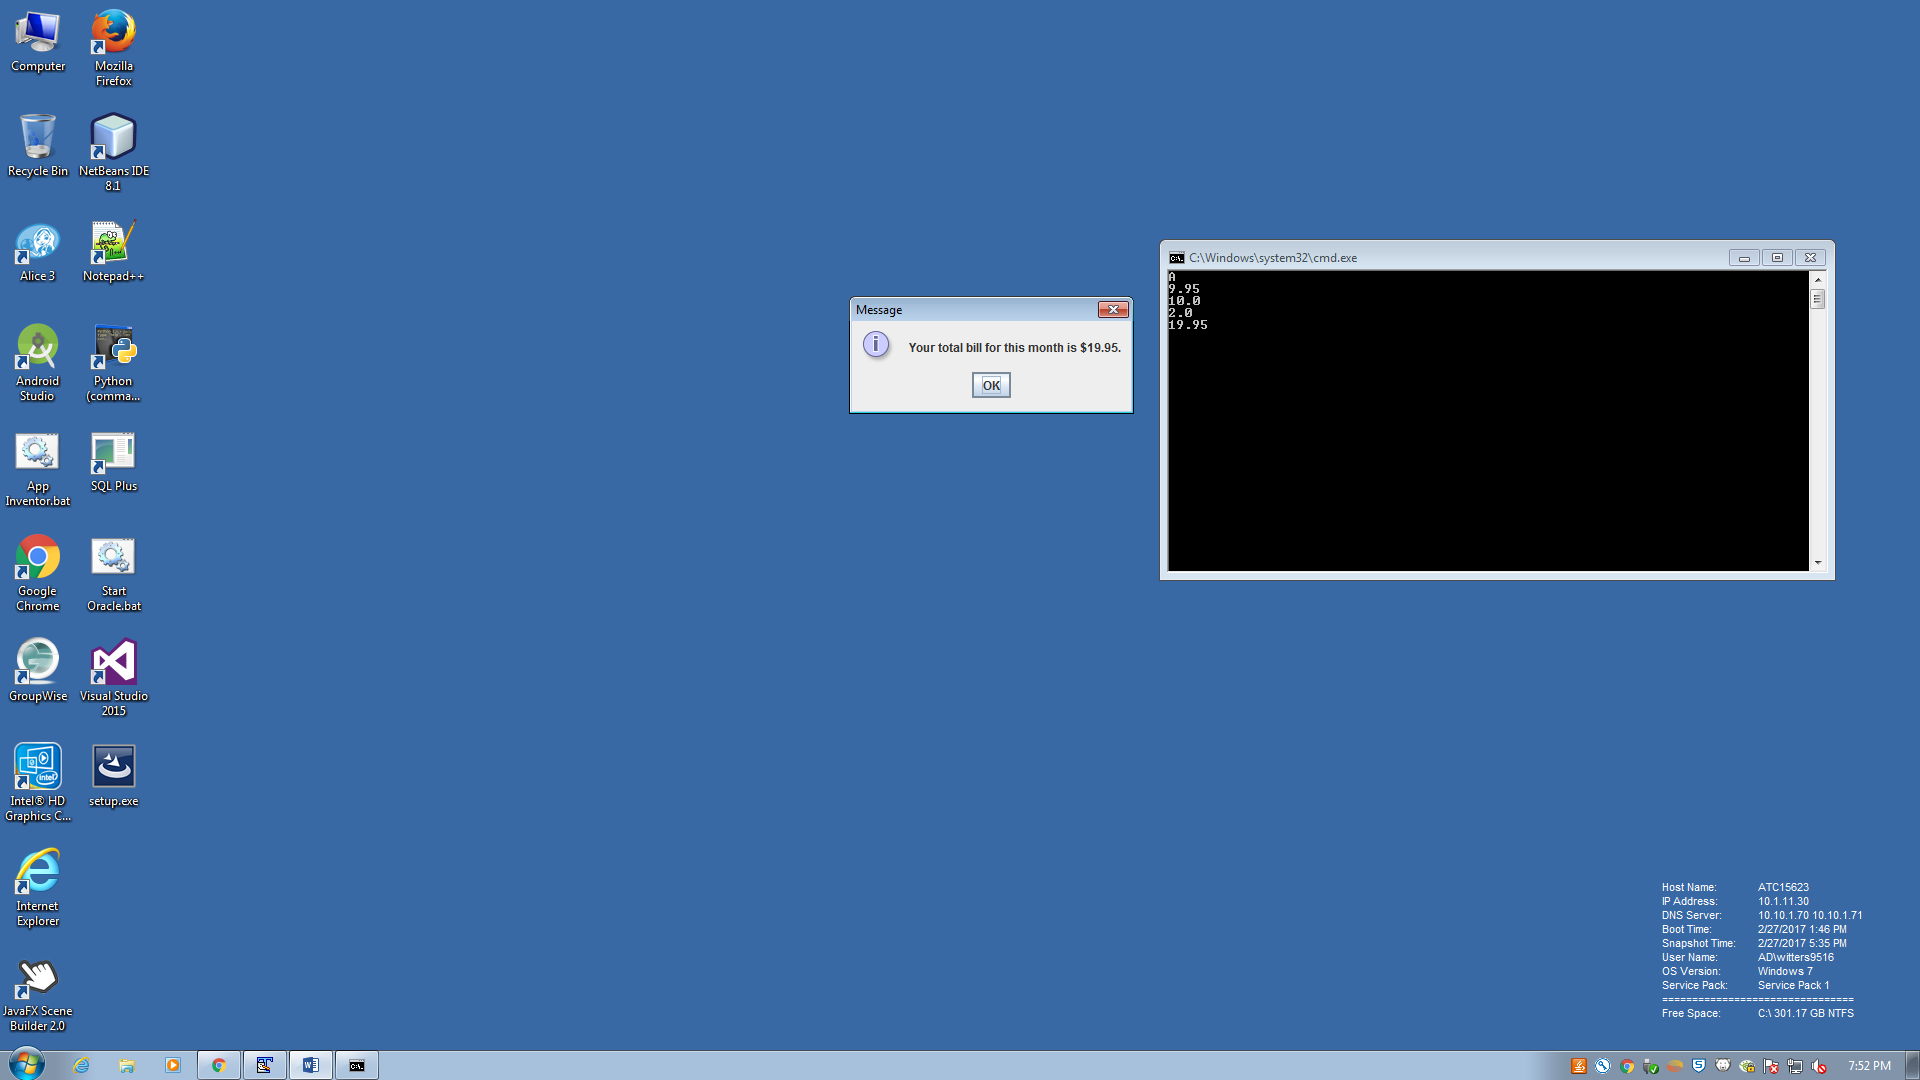 Computer
Mozilla
Firefox
Recycle Bin
NetBeans IDE
8.1
Alice 3
Notepad++
Android
Studio
Python
(comma...
App
Inventor.bat
SQL Plus
Google
Chrome
Start
Oracle.bat
GroupWise
Visual Studio
2015
Intel® HD
Graphics C...
setup.exe
Internet
Explorer
JavaFX Scene
Builder 2.0
Message
Your total bill for this month is $19.95.
OK
C:\Windows\system32\cmd.exe
A
9.95
10.0
2.0
19.95
Host Name: ATC15623
IP Address: 10.1.11.30
DNS Server: 10.10.1.70 10.10.1.71
Boot Time: 2/27/2017 1:46 PM
Snapshot Time: 2/27/2017 5:35 PM
User Name: AD\witters9516
OS Version: Windows 7
Service Pack: Service Pack 1
================================
Free Space: C:\ 301.17 GB NTFS
7:52 PM